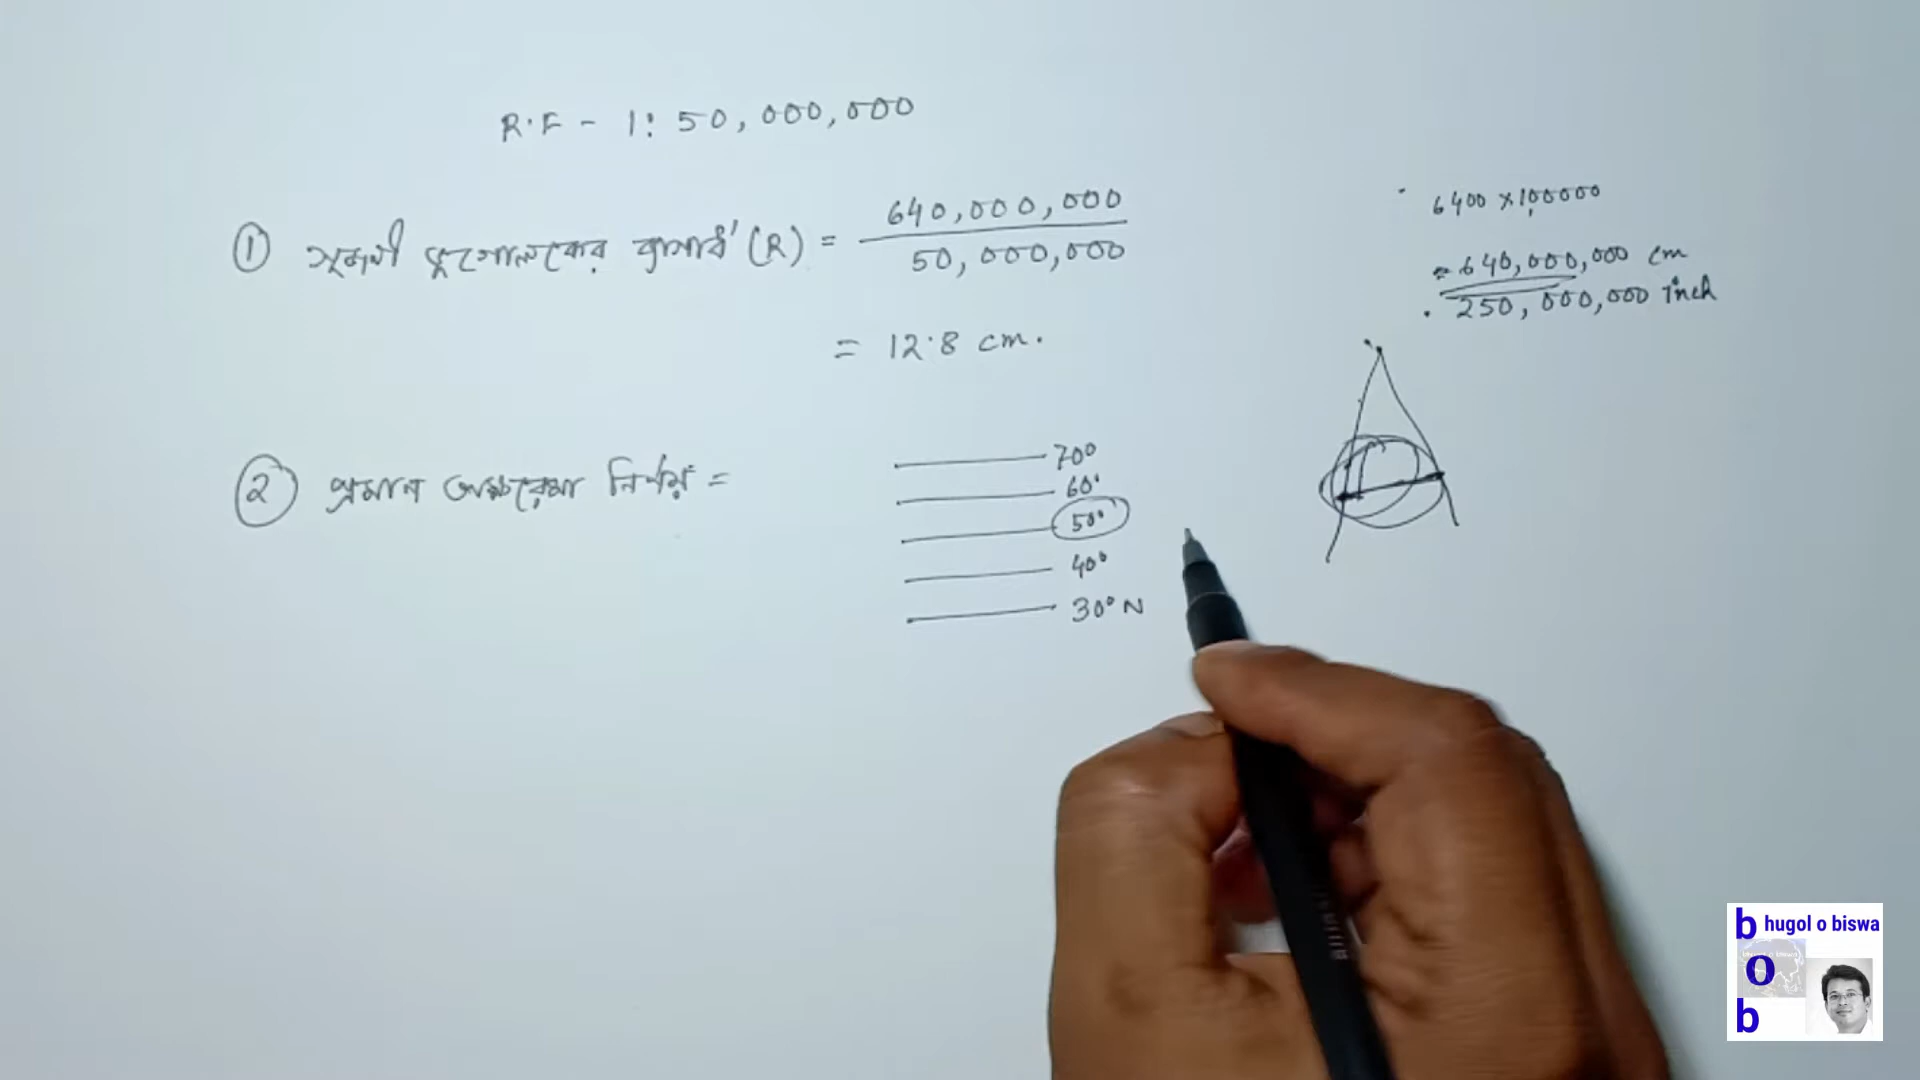 R.F - 1: 50,000,000
① সৃজনী ভূগোলকের ব্যাসার্ধ (R) = 640,000,000
50,000,000
= 12.8 cm.
6400 x 100000
= 640,000,000 cm
250,000,000 inch
② প্রমান অক্ষরেখা নির্ণয় =
70°
60°
50°
40°
30° N
b hugol o biswa
o
b